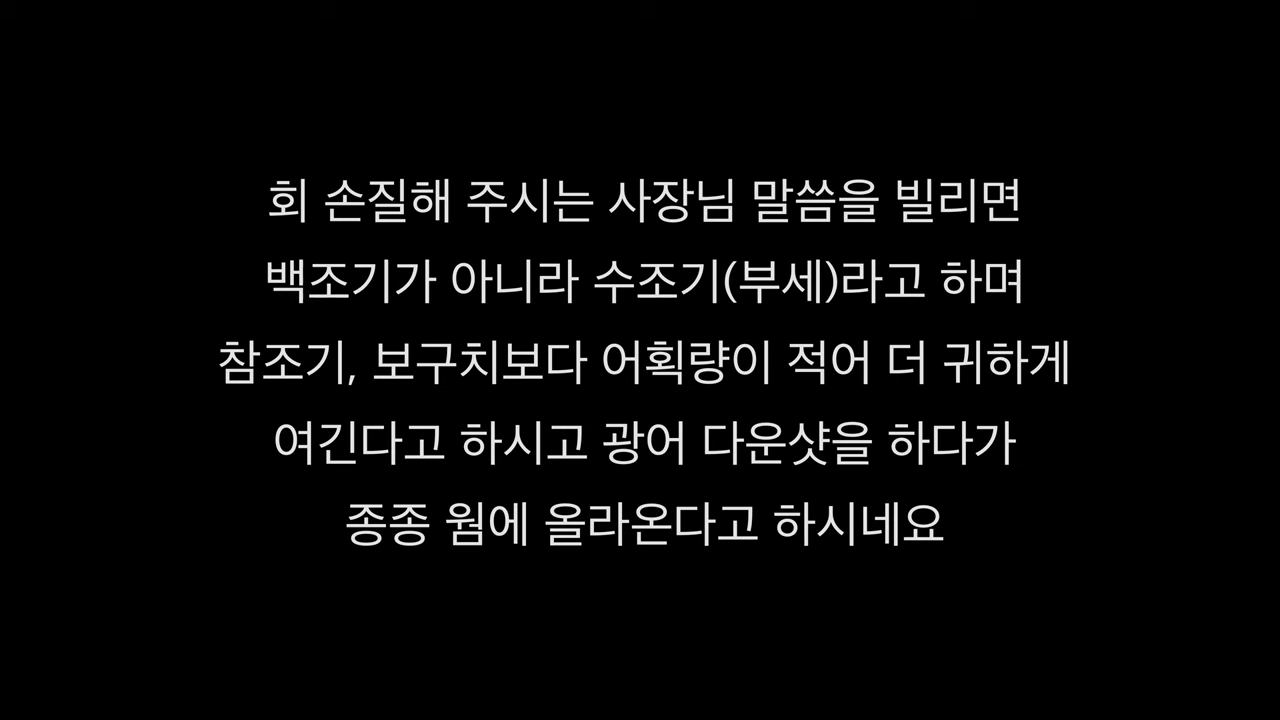 회 손질해 주시는 사장님 말씀을 빌리면
백조기가 아니라 수조기(부세)라고 하며
참조기, 보구치보다 어획량이 적어 더 귀하게
여긴다고 하시고 광어 다운샷을 하다가
종종 웜에 올라온다고 하시네요